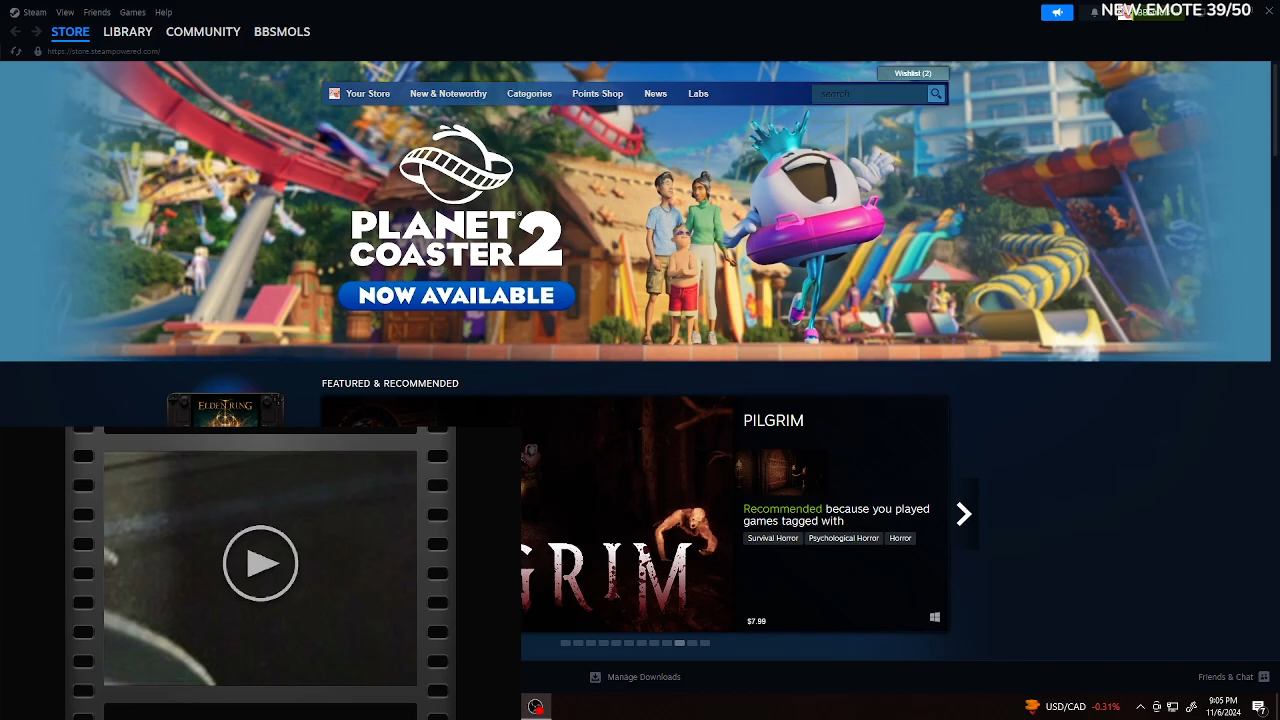 Steam View Friends Games Help
NEW EMOTE 39/50
STORE LIBRARY COMMUNITY BBSMOLS
https://store.steampowered.com/
Wishlist (2)
Your Store New & Noteworthy Categories Points Shop News Labs search
PLANET
COASTER 2
NOW AVAILABLE
FEATURED & RECOMMENDED
ELDEN RING
PILGRIM
Recommended because you played
games tagged with
Survival Horror Psychological Horror Horror
GRIM
$7.99
Manage Downloads
Friends & Chat
USD/CAD -0.31%
9:05 PM
11/6/2024